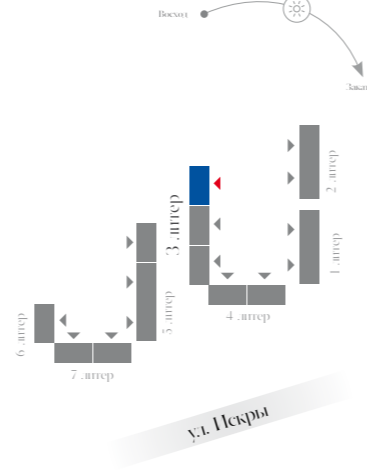 Восход
Закат
2 литер
3 литер
1 литер
5 литер
4 литер
6 литер
7 литер
ул. Искры